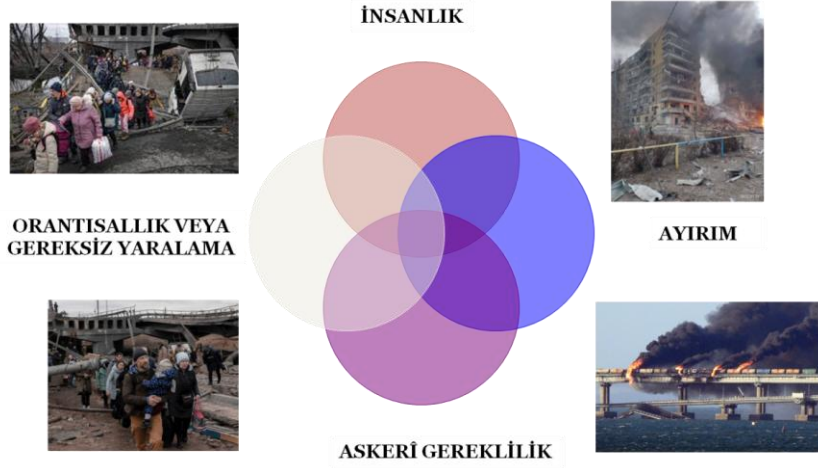 İNSANLIK
ORANTISALLIK VEYA
GEREKSİZ YARALAMA
AYIRIM
ASKERÎ GEREKLİLİK